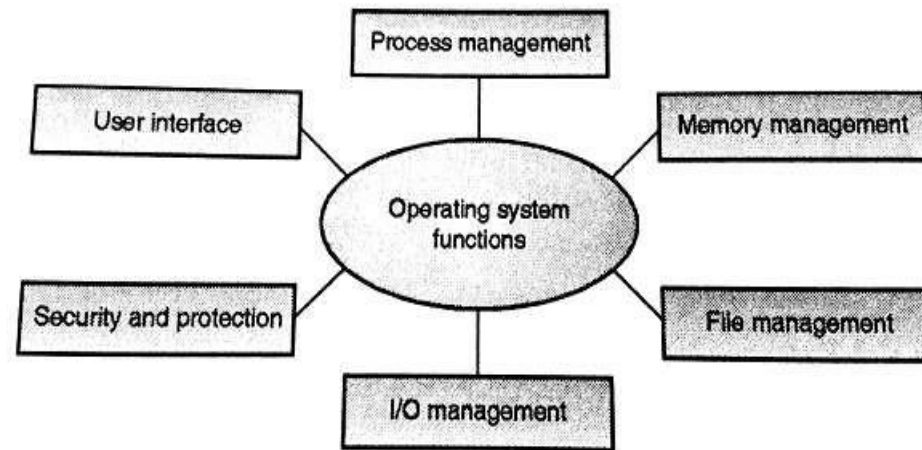 Process management
User interface
Memory management
Operating system
functions
Security and protection
File management
I/O management